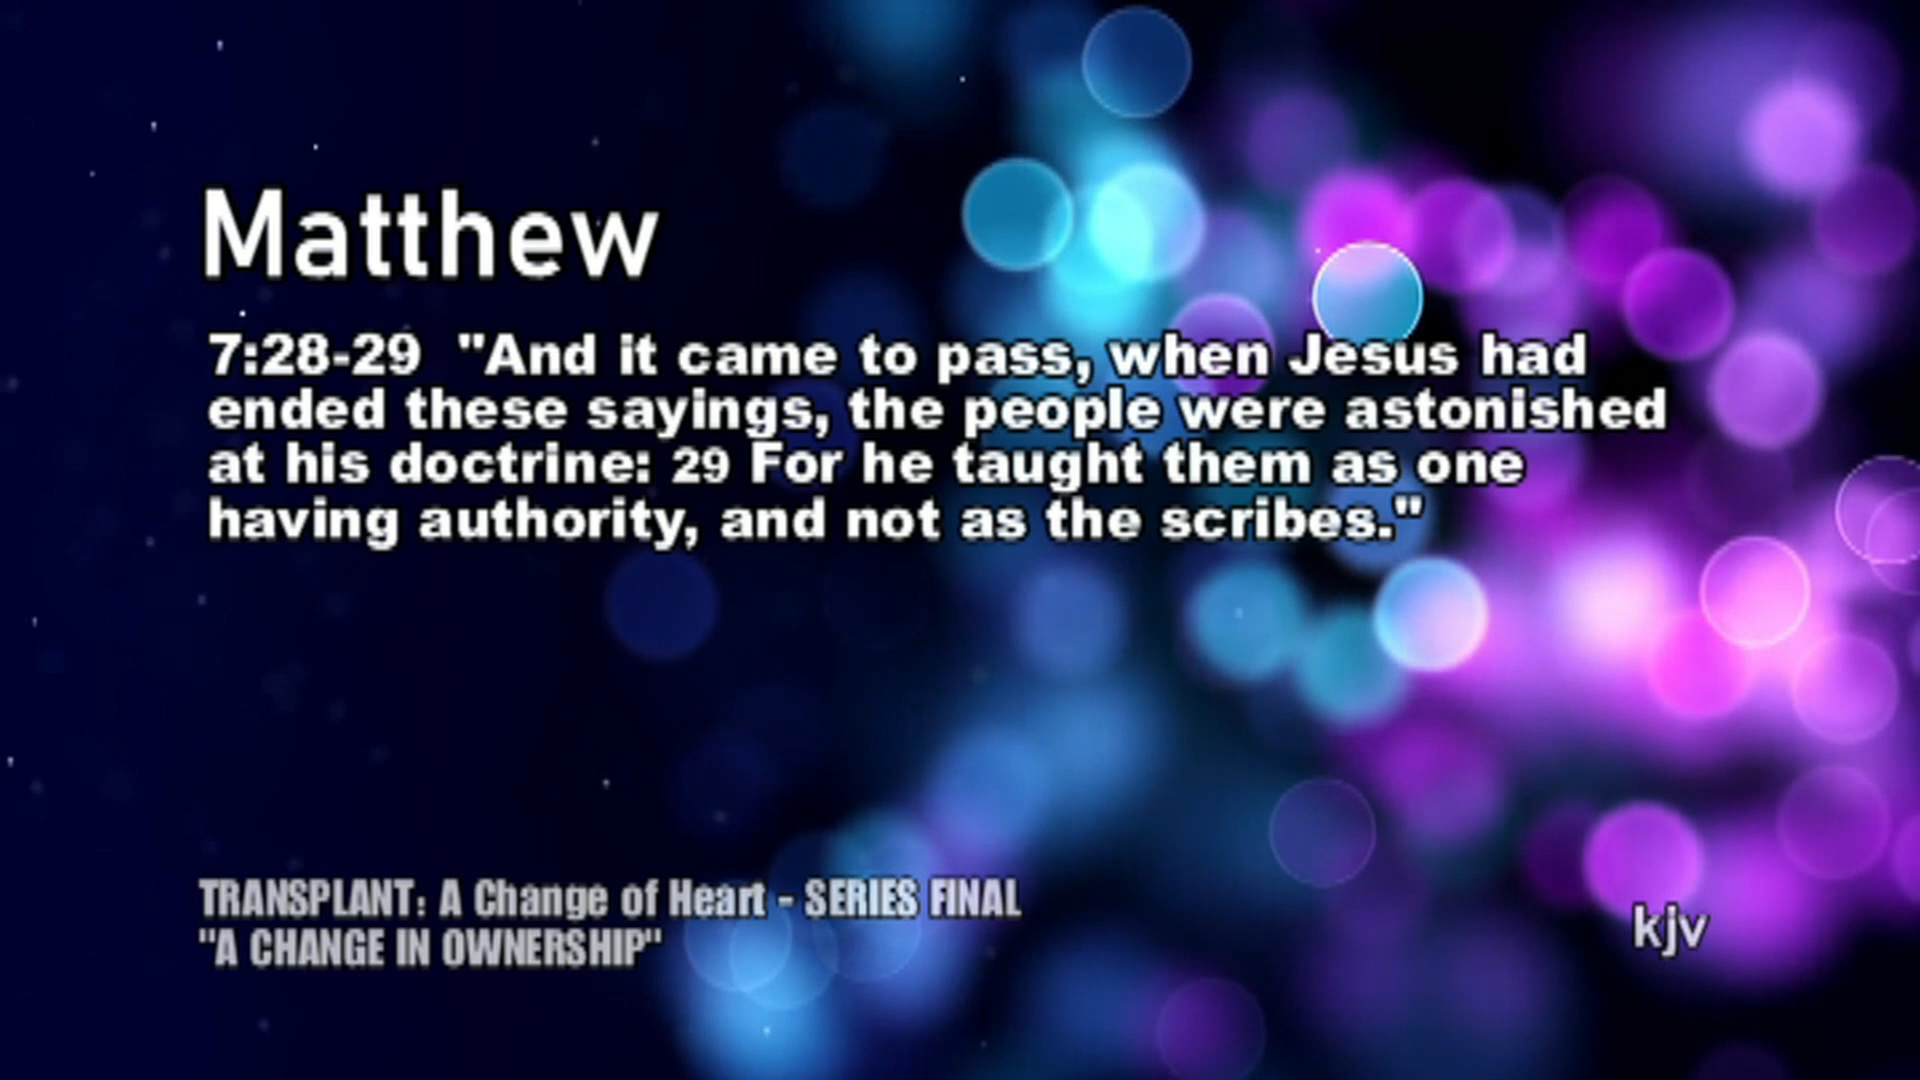 Matthew
7:28-29 "And it came to pass, when Jesus had
ended these sayings, the people were astonished
at his doctrine: 29 For he taught them as one
having authority, and not as the scribes."
TRANSPLANT: A Change of Heart - SERIES FINAL
"A CHANGE IN OWNERSHIP"
kjv